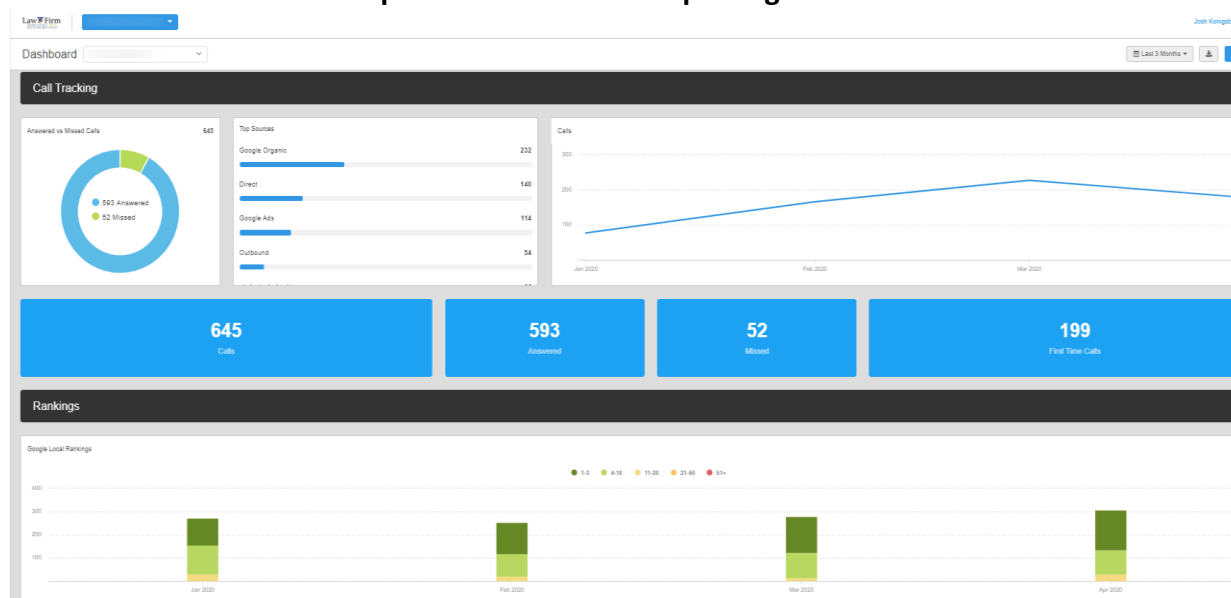 Law Firm
Josh Konigsb
Dashboard
Last 3 Months
Call Tracking
Answered vs Missed Calls 645
593 Answered
52 Missed
Top Sources
Google Organic 232
Direct 140
Google Ads 114
Outbound 54
Calls
300
200
100
Jan 2020 Feb 2020 Mar 2020
645 593 52 199
Calls Answered Missed First Time Calls
Rankings
Google Local Rankings
1-3 4-10 11-20 21-50 51+
400
300
200
100
Jan 2020 Feb 2020 Mar 2020 Apr 2020